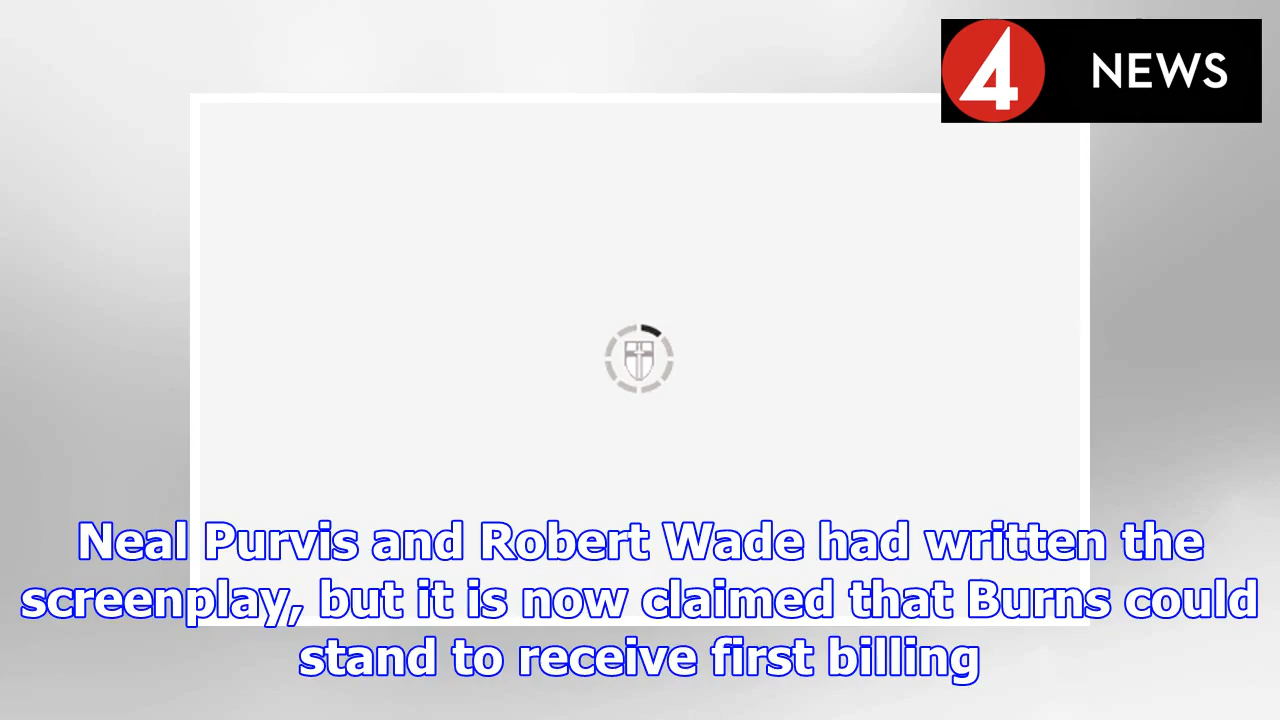 4 NEWS
Neal Purvis and Robert Wade had written the
screenplay, but it is now claimed that Burns could
stand to receive first billing